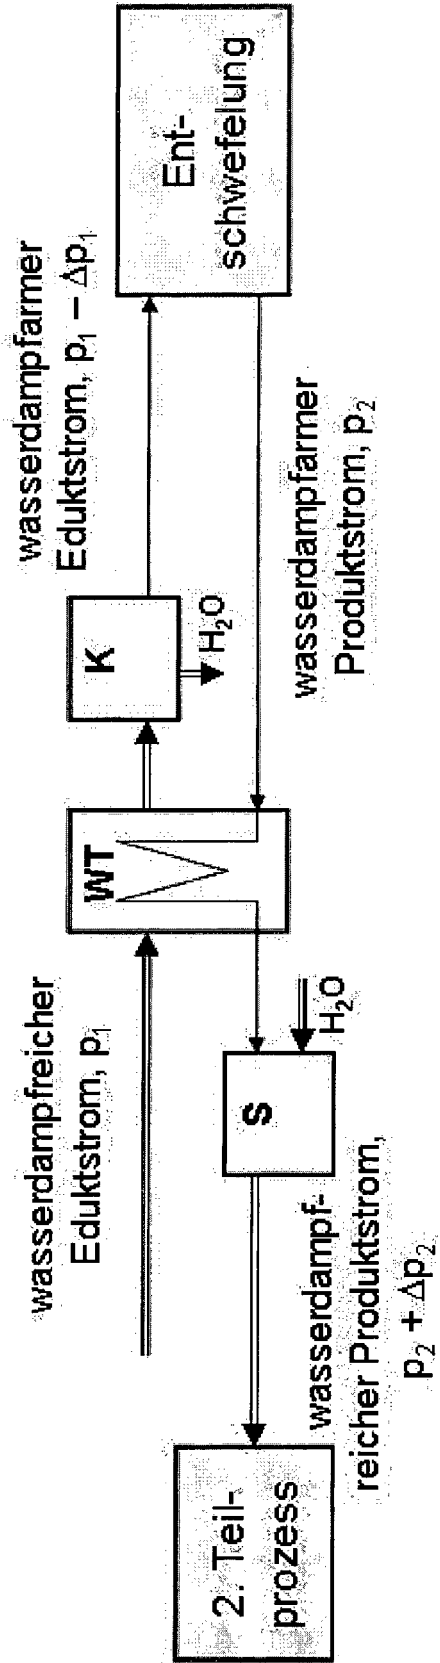 wasserdampfreicher
Eduktstrom, p₁
WT
K
H₂O
wasserdampfarmer
Eduktstrom, p₁ – Δp₁
Ent-
schwefelung
wasserdampfarmer
Produktstrom, p₂
H₂O
S
wasserdampf-
reicher Produktstrom,
p₂ + Δp₂
2. Teil-
prozess